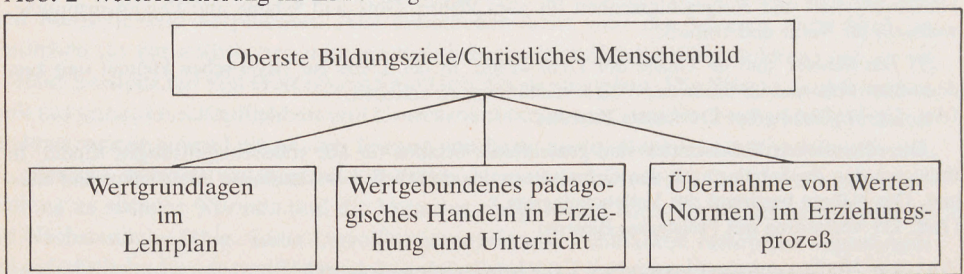 Oberste Bildungsziele/Christliches Menschenbild
Wertgrundlagen
im
Lehrplan
Wertgebundenes pädago-
gisches Handeln in Erzie-
hung und Unterricht
Übernahme von Werten
(Normen) im Erziehungs-
prozeß